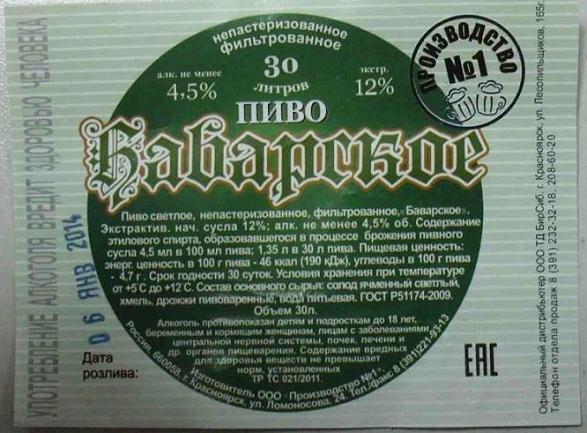 непастеризованное
фильтрованное
алк. не менее
4,5%
30
литров
экстр.
12%
ПИВО
Баварское
ПРОИЗВОДСТВО
№1
Пиво светлое, непастеризованное, фильтрованное,«Баварское».
Экстрактив. нач. сусла 12%; алк. не менее 4,5% об. Содержание
этилового спирта, образовавшегося в процессе брожения пивного
сусла 4,5 мл в 100 мл пива; 1,35 л в 30 л пива. Пищевая ценность:
энерг. ценность в 100 г пива - 46 ккал (190 кДж), углеводы в 100 г пива
- 4,7 г. Срок годности 30 суток. Условия хранения при температуре
от +5 С до +12 С. Состав основного сырья: солод ячменный светлый,
хмель, дрожжи пивоваренные, вода питьевая. ГОСТ Р51174-2009.
Объем 30л.
Алкоголь противопоказан детям и подросткам до 18 лет,
беременным и кормящим женщинам, лицам с заболеваниями
центральной нервной системы, почек, печени и
др. органов пищеварения. Содержание вредных
для здоровья веществ не превышает
норм, установленных
ТР ТС 021/2011.
Изготовитель ООО "Производство №1".
Россия, 660058, г. Красноярск, ул. Ломоносова, 24. Тел./факс 8 (391)221-93-13
УПОТРЕБЛЕНИЕ АЛКОГОЛЯ ВРЕДИТ ЗДОРОВЬЮ ЧЕЛОВЕКА
0 6 ЯНВ 2014
Дата
розлива:
ЕАС
Официальный дистрибьютер ООО ТД БирСиб. г. Красноярск, ул. Лесопильщиков, 165г.
Телефон отдела продаж 8 (391) 232-32-18, 208-60-20